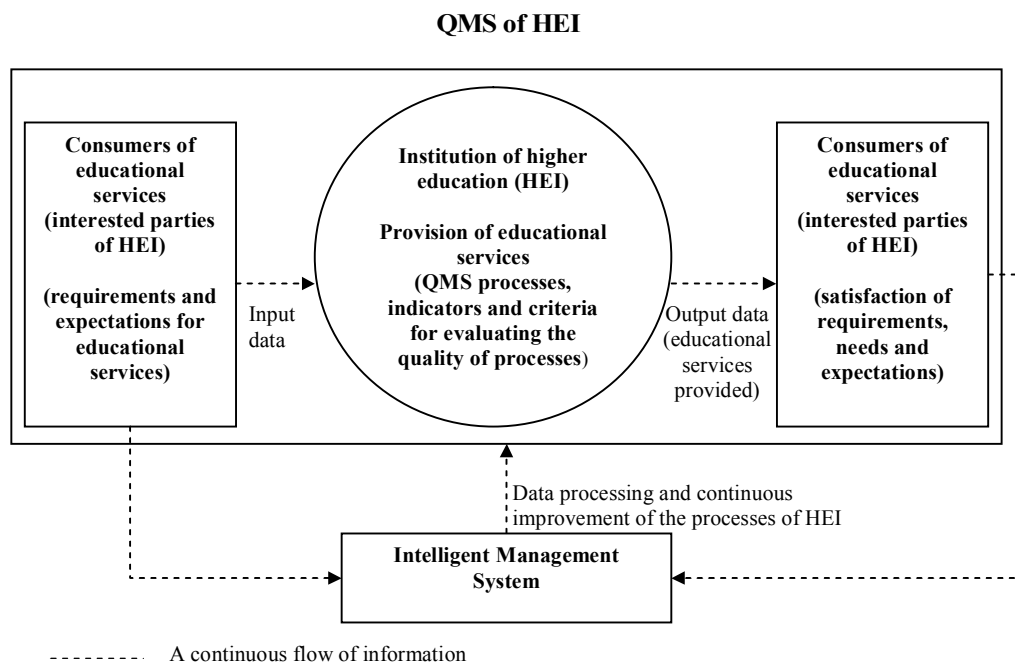 QMS of HEI
Consumers of
educational
services
(interested parties
of HEI)
(requirements and
expectations for
educational
services)
Input
data
Institution of higher
education (HEI)
Provision of educational
services
(QMS processes,
indicators and criteria
for evaluating the
quality of processes)
Output data
(educational
services
provided)
Consumers of
educational
services
(interested parties
of HEI)
(satisfaction of
requirements,
needs and
expectations)
Data processing and continuous
improvement of the processes of HEI
Intelligent Management
System
A continuous flow of information